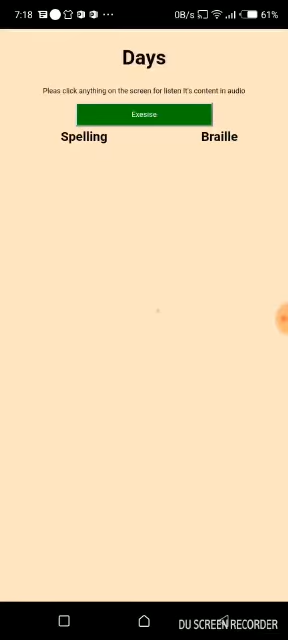 7:18 0B/s 61%
Days
Pleas click anything on the screen for listen It's content in audio
Exesise
Spelling Braille
DU SCREEN RECORDER